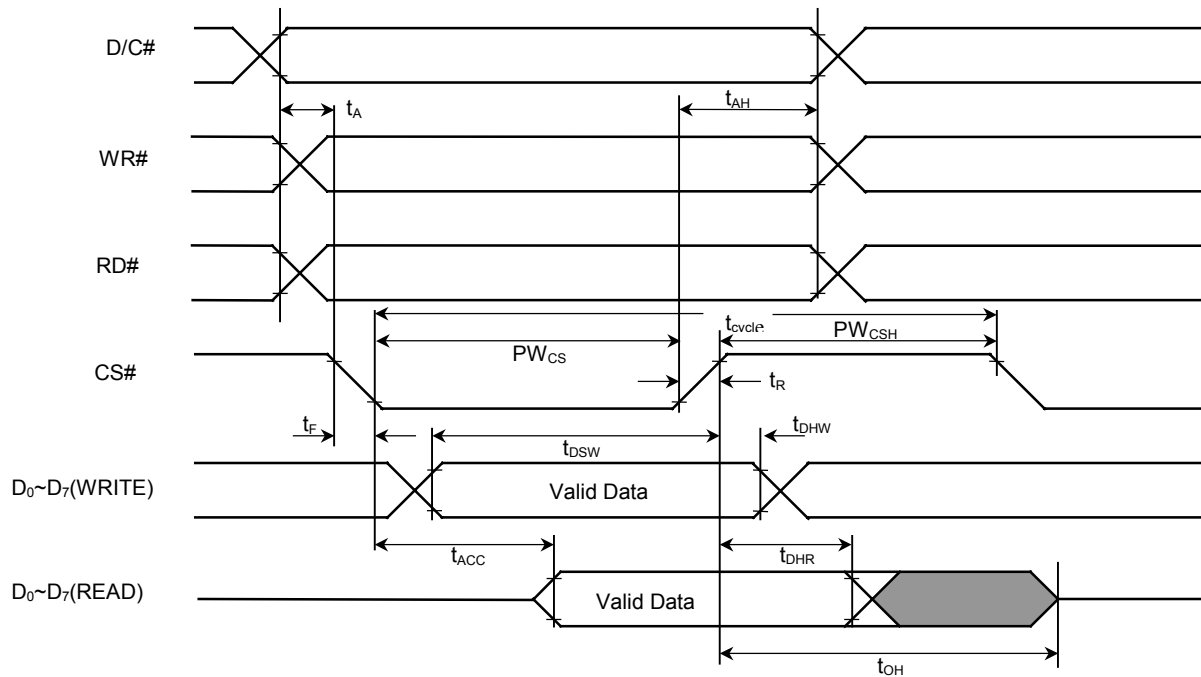 D/C#
tA
tAH
WR#
RD#
tcycle
PWCS
PWCSH
CS#
tR
tF
tDSW
tDHW
D0~D7(WRITE)
Valid Data
tACC
tDHR
D0~D7(READ)
Valid Data
tOH